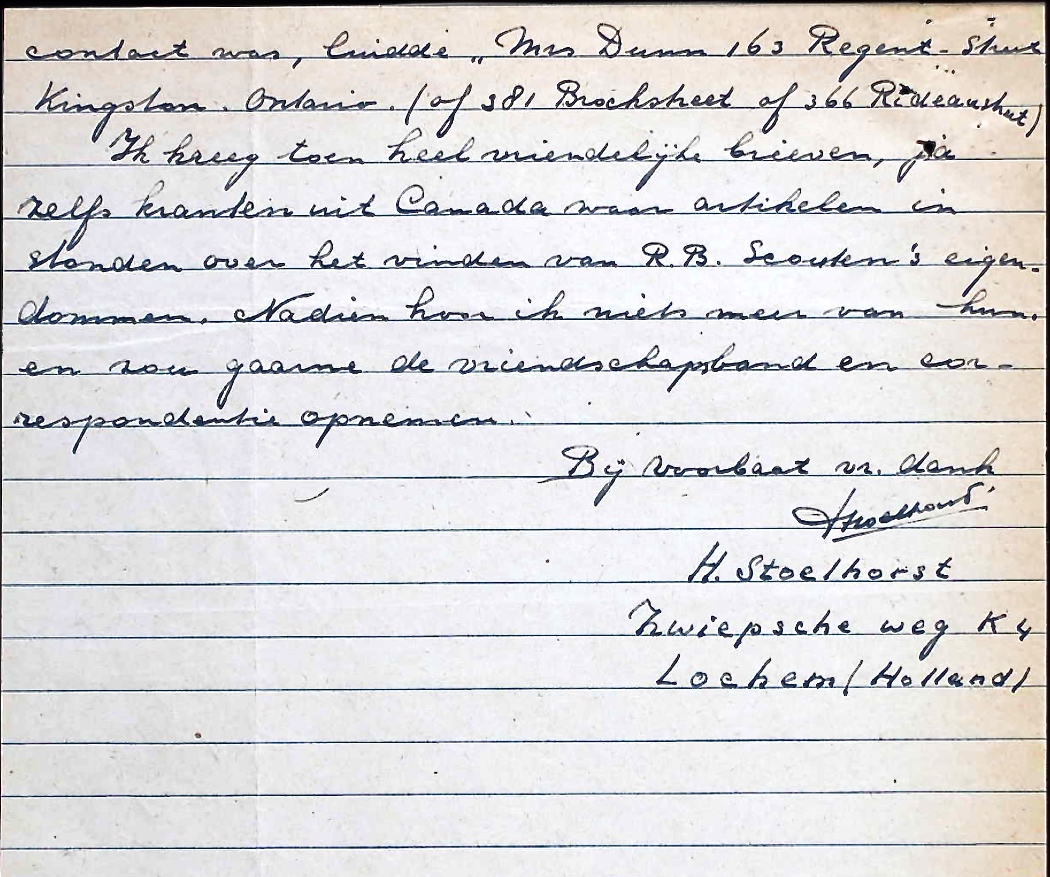 contact was, luidde „Mrs Dunn 163 Regent-Street
Kingston. Ontario. (of 381 Brockstreet of 366 Rideaustreet)
Ik kreeg toen heel vriendelijke brieven, ja
zelfs kranten uit Canada waar artikelen in
stonden over het vinden van R.B. Scouten's eigen-
dommen. Nadien hoor ik niets meer van hun.
en zou gaarne de vriendschapsband en cor-
respondentie opnemen.
Bij voorbaat vr. dank
HStoelhorst
H. Stoelhorst
Zwiepsche weg K4
Lochem (Holland)